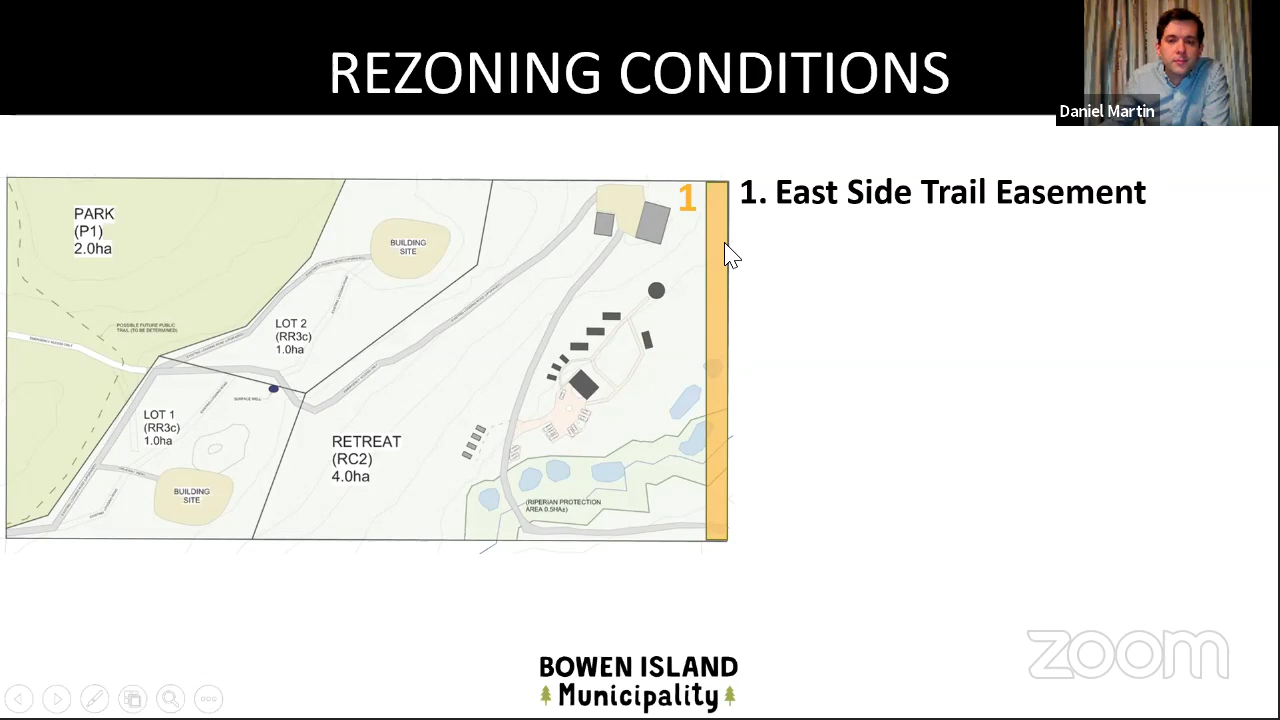 REZONING CONDITIONS
Daniel Martin
1
1. East Side Trail Easement
PARK
(P1)
2.0ha
BUILDING
SITE
POSSIBLE FUTURE PUBLIC
TRAIL (TO BE DETERMINED)
LOT 2
(RR3c)
1.0ha
SURFACE WELL
LOT 1
(RR3c)
1.0ha
RETREAT
(RC2)
4.0ha
BUILDING
SITE
(RIPERIAN PROTECTION
AREA 0.5HA±)
BOWEN ISLAND
Municipality
zoom